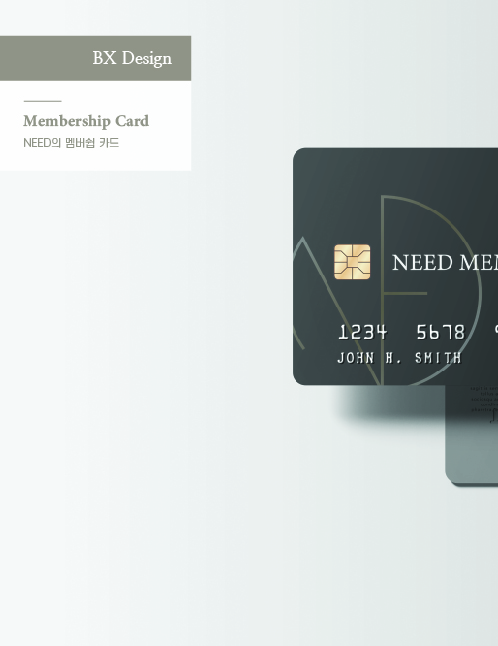 BX Design
Membership Card
NEED의 멤버쉽 카드
NEED MEM
1234 5678 9
JOHN H. SMITH